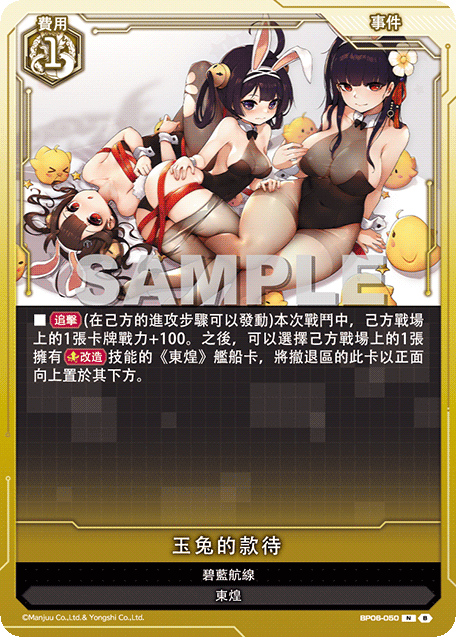 費用
1
事件
SAMPLE
■ 追撃 (在己方的進攻步驟可以發動)本次戰鬥中，己方戰場
上的1張卡牌戰力+100。之後，可以選擇己方戰場上的1張
擁有 改造 技能的《東煌》艦船卡，將撤退區的此卡以正面
向上置於其下方。
玉兔的款待
碧藍航線
東煌
©Manjuu Co.,Ltd.& Yongshi Co.,Ltd.
BP06-050 N B